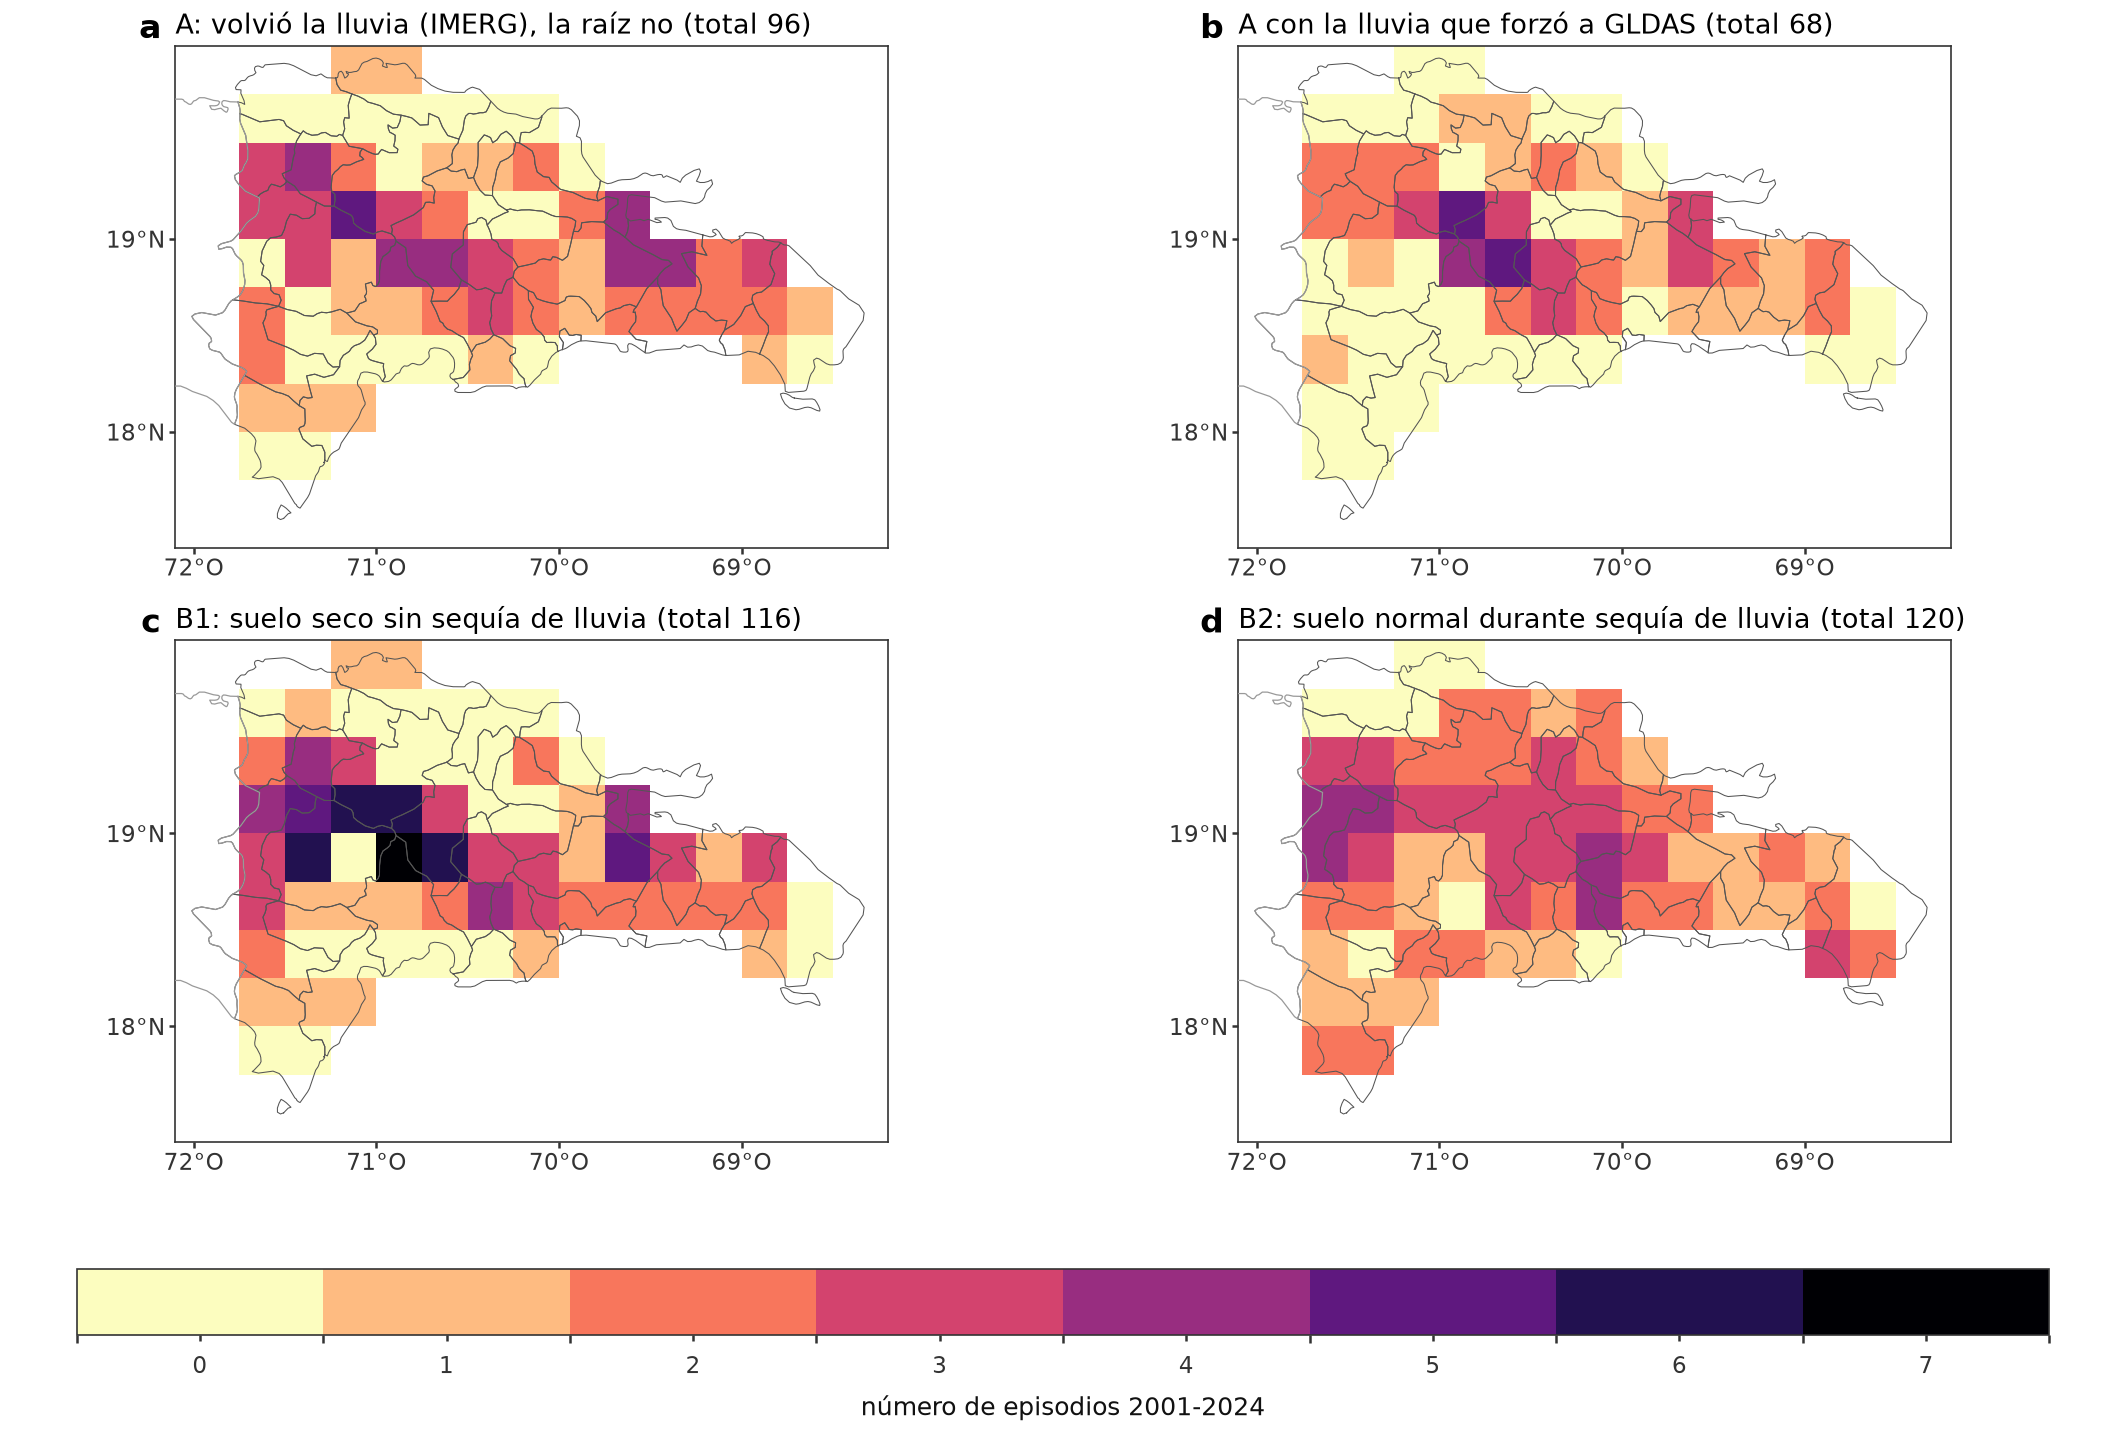 a A: volvió la lluvia (IMERG), la raíz no (total 96)
b A con la lluvia que forzó a GLDAS (total 68)
19°N
18°N
72°O 71°O 70°O 69°O
19°N
18°N
72°O 71°O 70°O 69°O
c B1: suelo seco sin sequía de lluvia (total 116)
d B2: suelo normal durante sequía de lluvia (total 120)
19°N
18°N
72°O 71°O 70°O 69°O
19°N
18°N
72°O 71°O 70°O 69°O
0 1 2 3 4 5 6 7
número de episodios 2001-2024